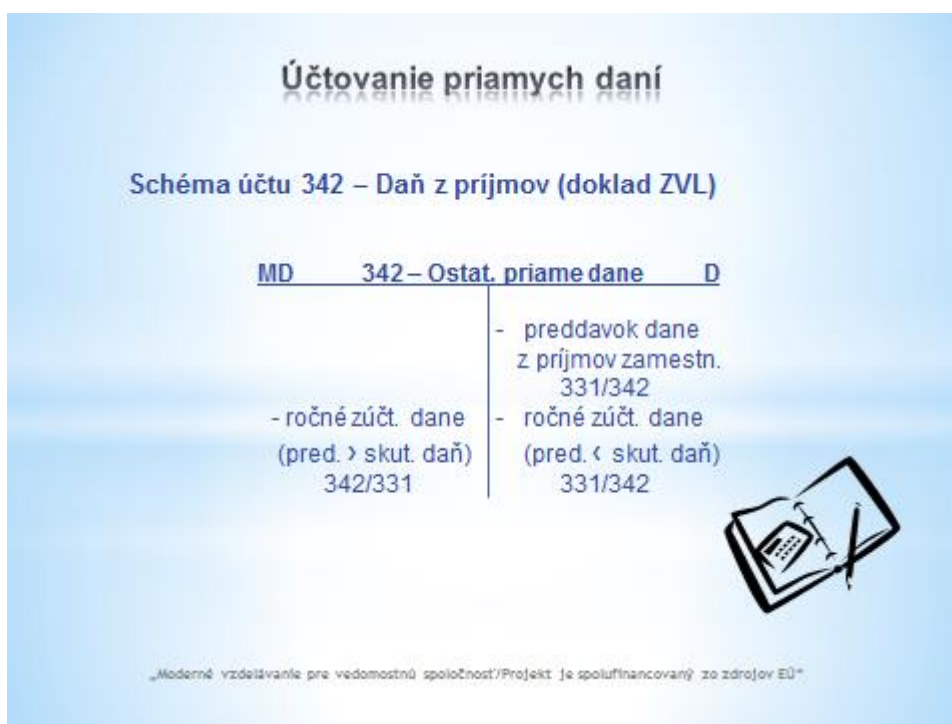 Účtovanie priamych daní
Schéma účtu 342 – Daň z príjmov (doklad ZVL)
MD 342 – Ostat. priame dane D
- preddavok dane
z príjmov zamestn.
331/342
- ročné zúčt. dane - ročné zúčt. dane
(pred. > skut. daň) (pred. < skut. daň)
342/331 331/342
„Moderné vzdelávanie pre vedomostnú spoločnosť/Projekt je spolufinancovaný zo zdrojov EÚ“